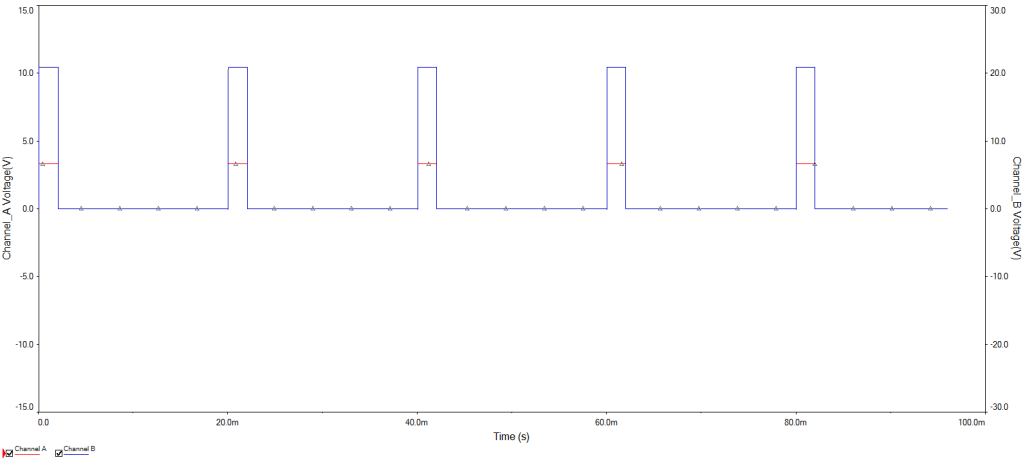 15.0
10.0
5.0
0.0
-5.0
-10.0
-15.0
Channel_A Voltage(V)
30.0
20.0
10.0
0.0
-10.0
-20.0
-30.0
Channel_B Voltage(V)
0.0 20.0m 40.0m 60.0m 80.0m 100.0m
Time (s)
Channel A Channel B